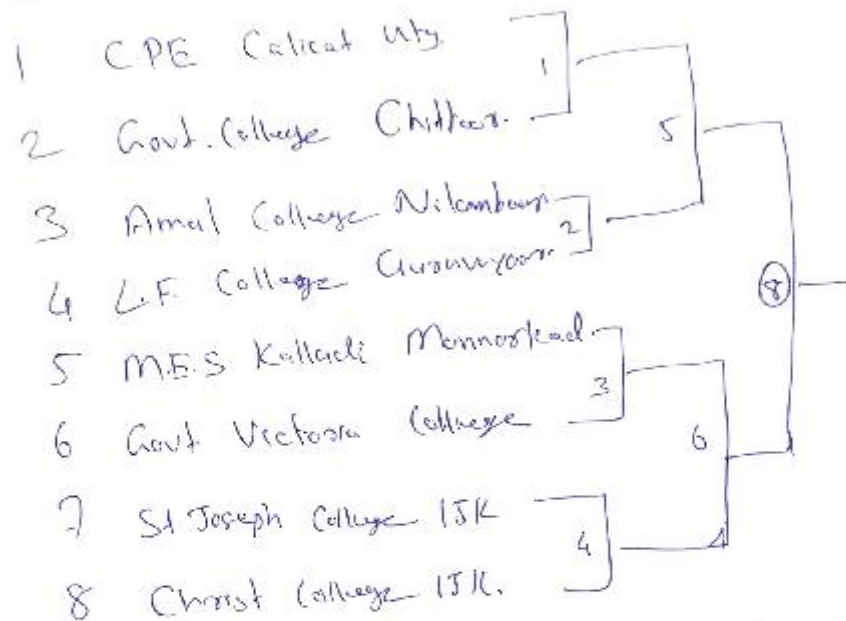 1 CPE Calicut Uty. 1
2 Govt. College Chittoor. 5
3 Amal College Nilambur 2
4 L.F. College Guruvayoor. 8
5 M.E.S Kalladi Mannarkad. 3
6 Govt Victoria College 6
7 St Joseph College IJK 4
8 Christ College IJK.